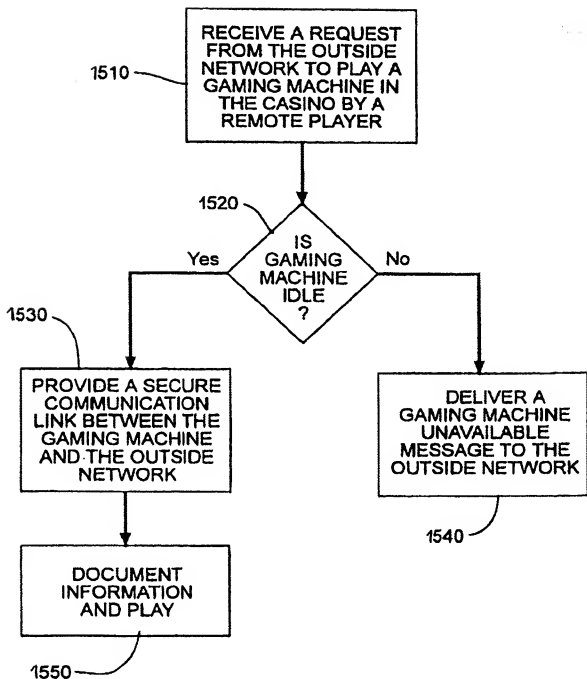 1510
RECEIVE A REQUEST
FROM THE OUTSIDE
NETWORK TO PLAY A
GAMING MACHINE IN
THE CASINO BY A
REMOTE PLAYER
1520
IS
GAMING
MACHINE
IDLE
?
Yes
No
1530
PROVIDE A SECURE
COMMUNICATION
LINK BETWEEN THE
GAMING MACHINE
AND THE OUTSIDE
NETWORK
DELIVER A
GAMING MACHINE
UNAVAILABLE
MESSAGE TO THE
OUTSIDE NETWORK
1540
DOCUMENT
INFORMATION
AND PLAY
1550